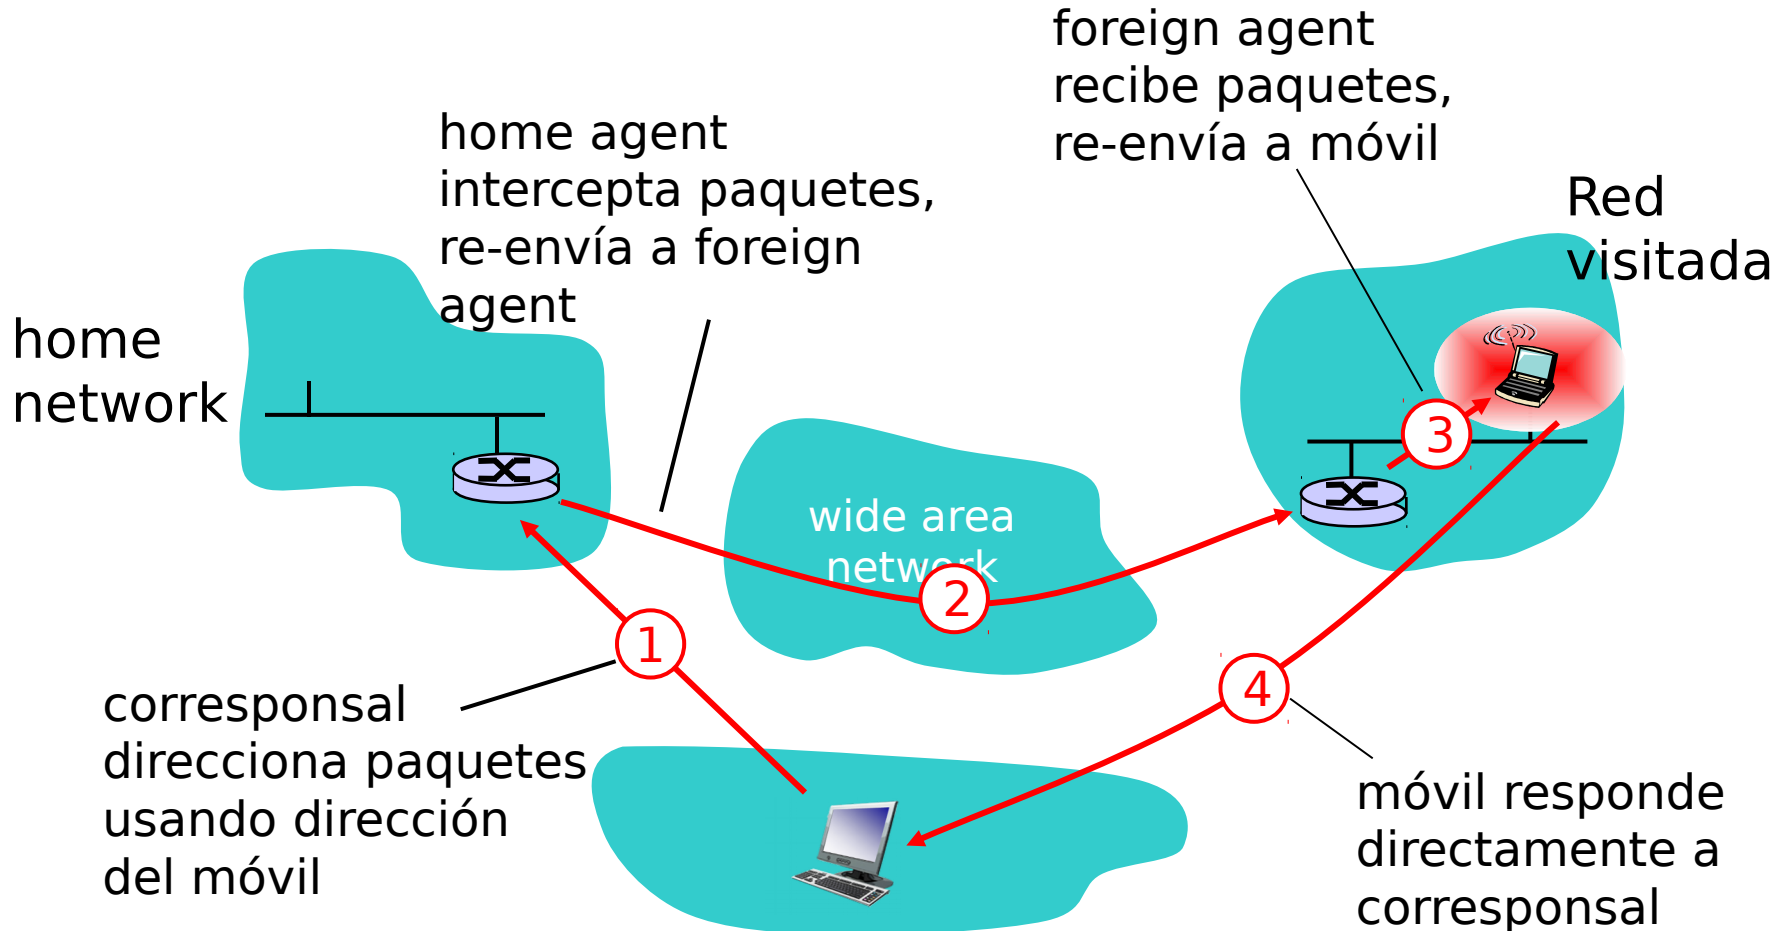 foreign agent
recibe paquetes,
re-envía a móvil
home agent
intercepta paquetes,
re-envía a foreign
agent
Red
visitada
home
network
wide area
network
3
2
1
4
corresponsal
direcciona paquetes
usando dirección
del móvil
móvil responde
directamente a
corresponsal